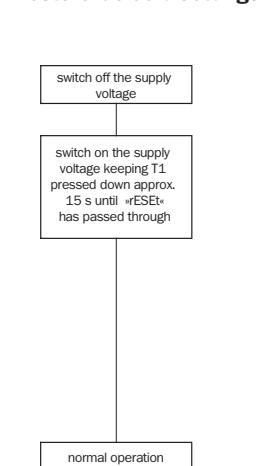 switch off the supply
voltage
switch on the supply
voltage keeping T1
pressed down approx.
15 s until »rESEt«
has passed through
normal operation